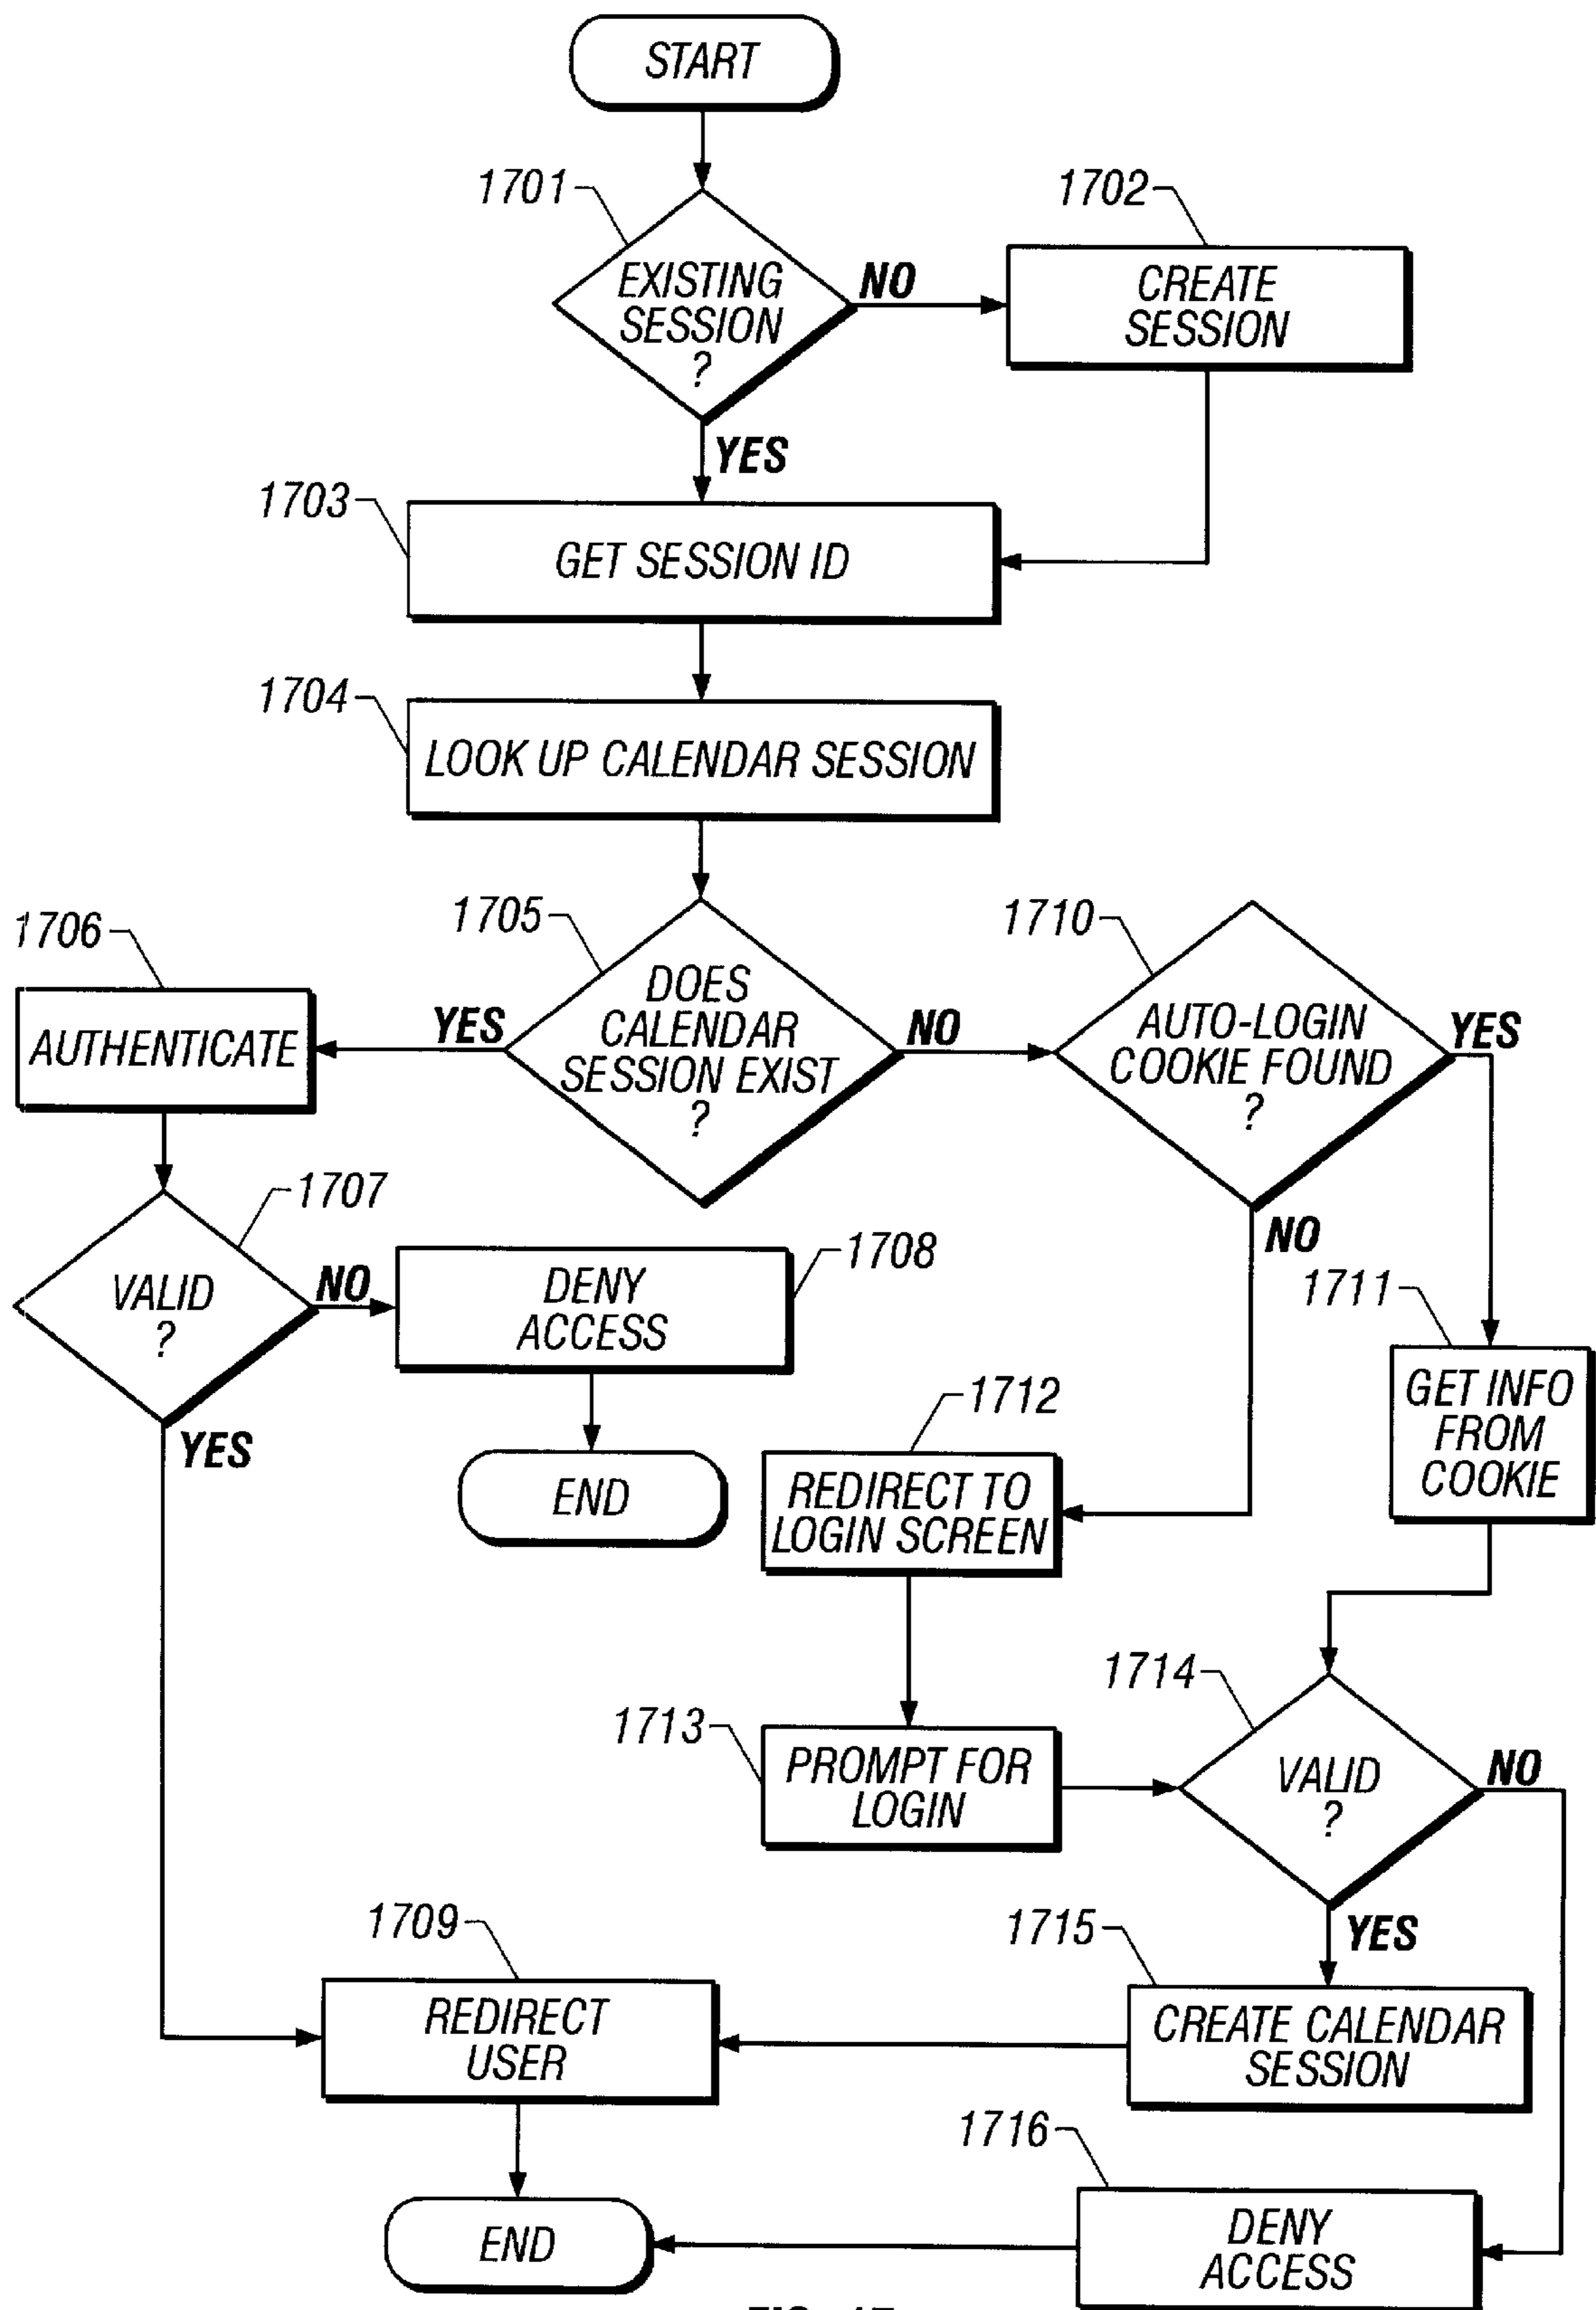 START
1701
1702
EXISTING
SESSION
?
NO
CREATE
SESSION
YES
1703
GET SESSION ID
1704
LOOK UP CALENDAR SESSION
1705
1710
1706
DOES
CALENDAR
SESSION EXIST
?
YES
NO
AUTO-LOGIN
COOKIE FOUND
?
YES
NO
AUTHENTICATE
1707
VALID
?
NO
YES
1708
DENY
ACCESS
END
1711
GET INFO
FROM
COOKIE
1712
REDIRECT TO
LOGIN SCREEN
1713
PROMPT FOR
LOGIN
1714
VALID
?
NO
YES
1709
REDIRECT
USER
1715
CREATE CALENDAR
SESSION
1716
DENY
ACCESS
END